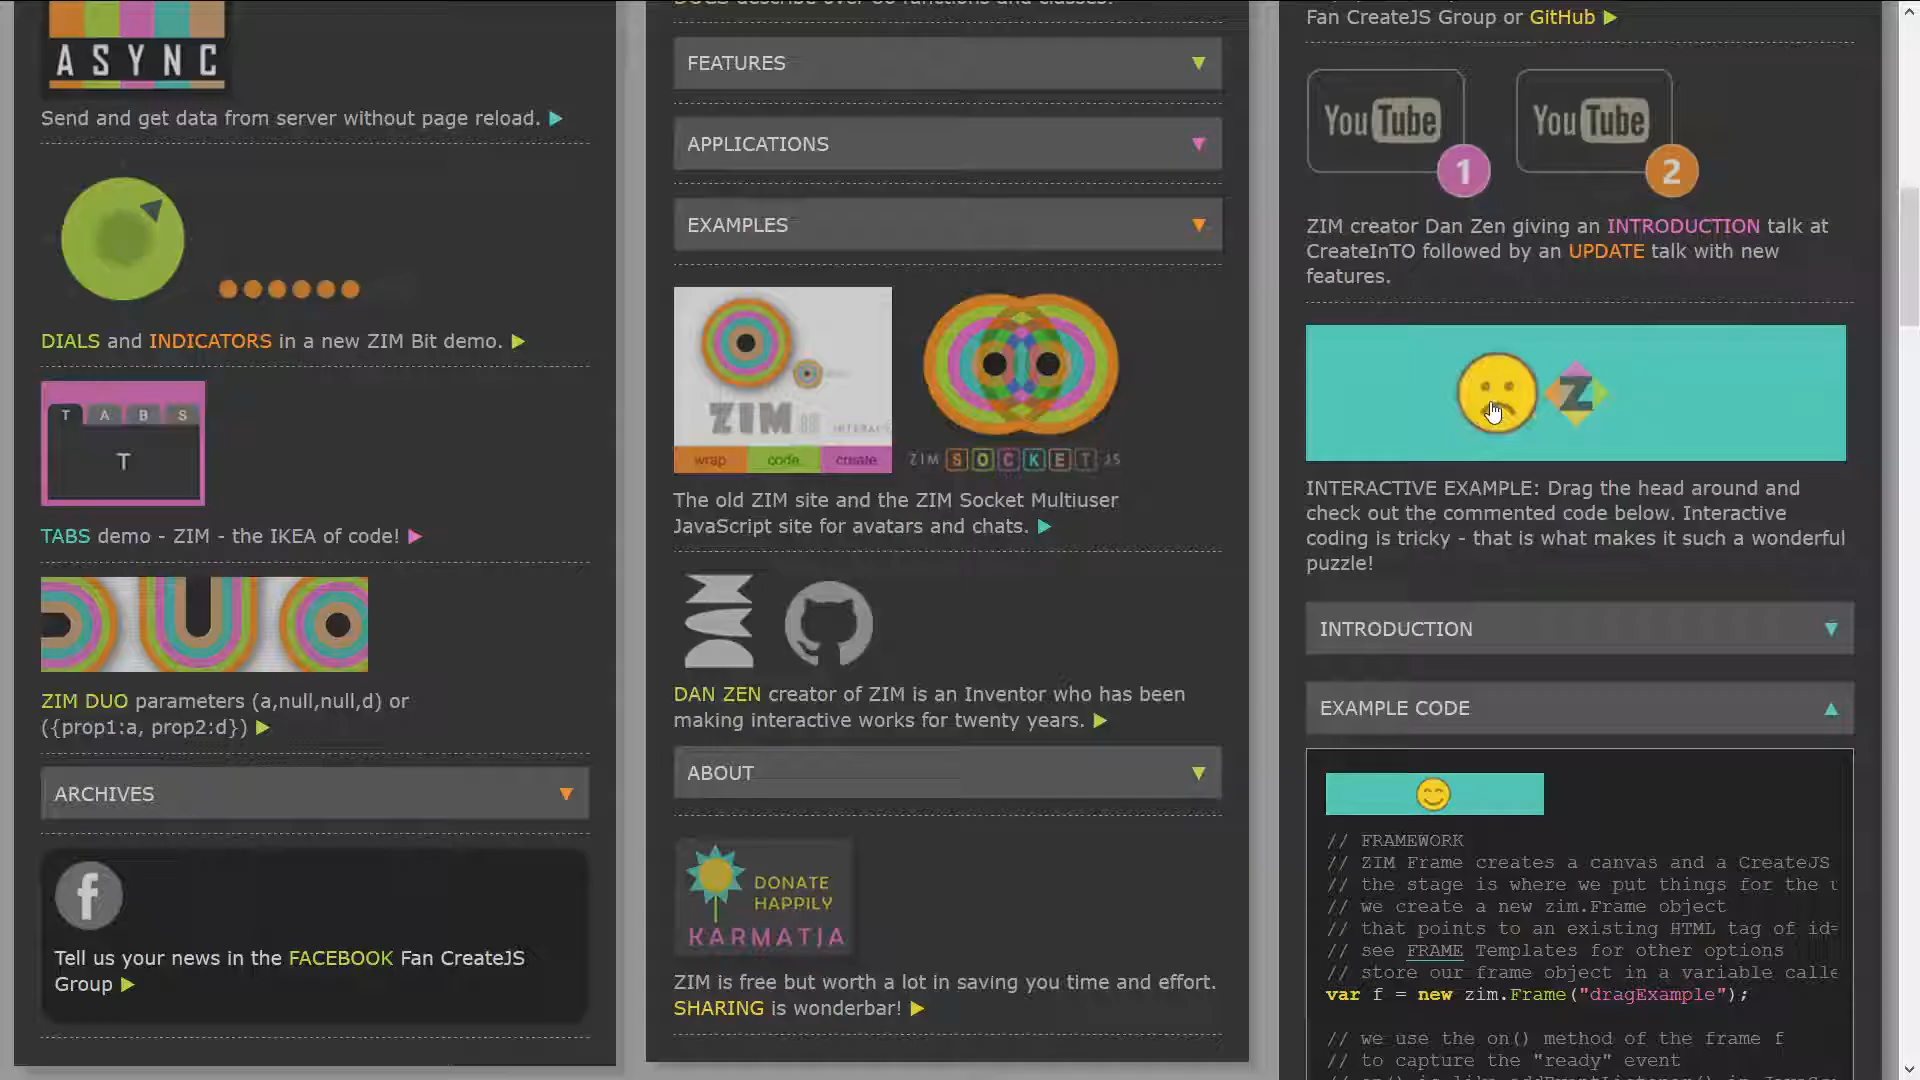 ASYNC
Send and get data from server without page reload.
DIALS and INDICATORS in a new ZIM Bit demo.
T A B S
T
TABS demo - ZIM - the IKEA of code!
DUO
ZIM DUO parameters (a,null,null,d) or
({prop1:a, prop2:d})
ARCHIVES
f
Tell us your news in the FACEBOOK Fan CreateJS
Group
FEATURES
APPLICATIONS
EXAMPLES
ZIM
wrap code create
ZIM SOCKET JS
The old ZIM site and the ZIM Socket Multiuser
JavaScript site for avatars and chats.
DAN ZEN creator of ZIM is an Inventor who has been
making interactive works for twenty years.
ABOUT
DONATE
HAPPILY
KARMATIA
ZIM is free but worth a lot in saving you time and effort.
SHARING is wonderbar!
Fan CreateJS Group or GitHub
YouTube 1
YouTube 2
ZIM creator Dan Zen giving an INTRODUCTION talk at
CreateInTO followed by an UPDATE talk with new
features.
Z
INTERACTIVE EXAMPLE: Drag the head around and
check out the commented code below. Interactive
coding is tricky - that is what makes it such a wonderful
puzzle!
INTRODUCTION
EXAMPLE CODE
// FRAMEWORK
// ZIM Frame creates a canvas and a CreateJS
// the stage is where we put things for the
// we create a new zim.Frame object
// that points to an existing HTML tag of id=
// see FRAME Templates for other options
// store our frame object in a variable calle
var f = new zim.Frame("dragExample");
// we use the on() method of the frame f
// to capture the "ready" event